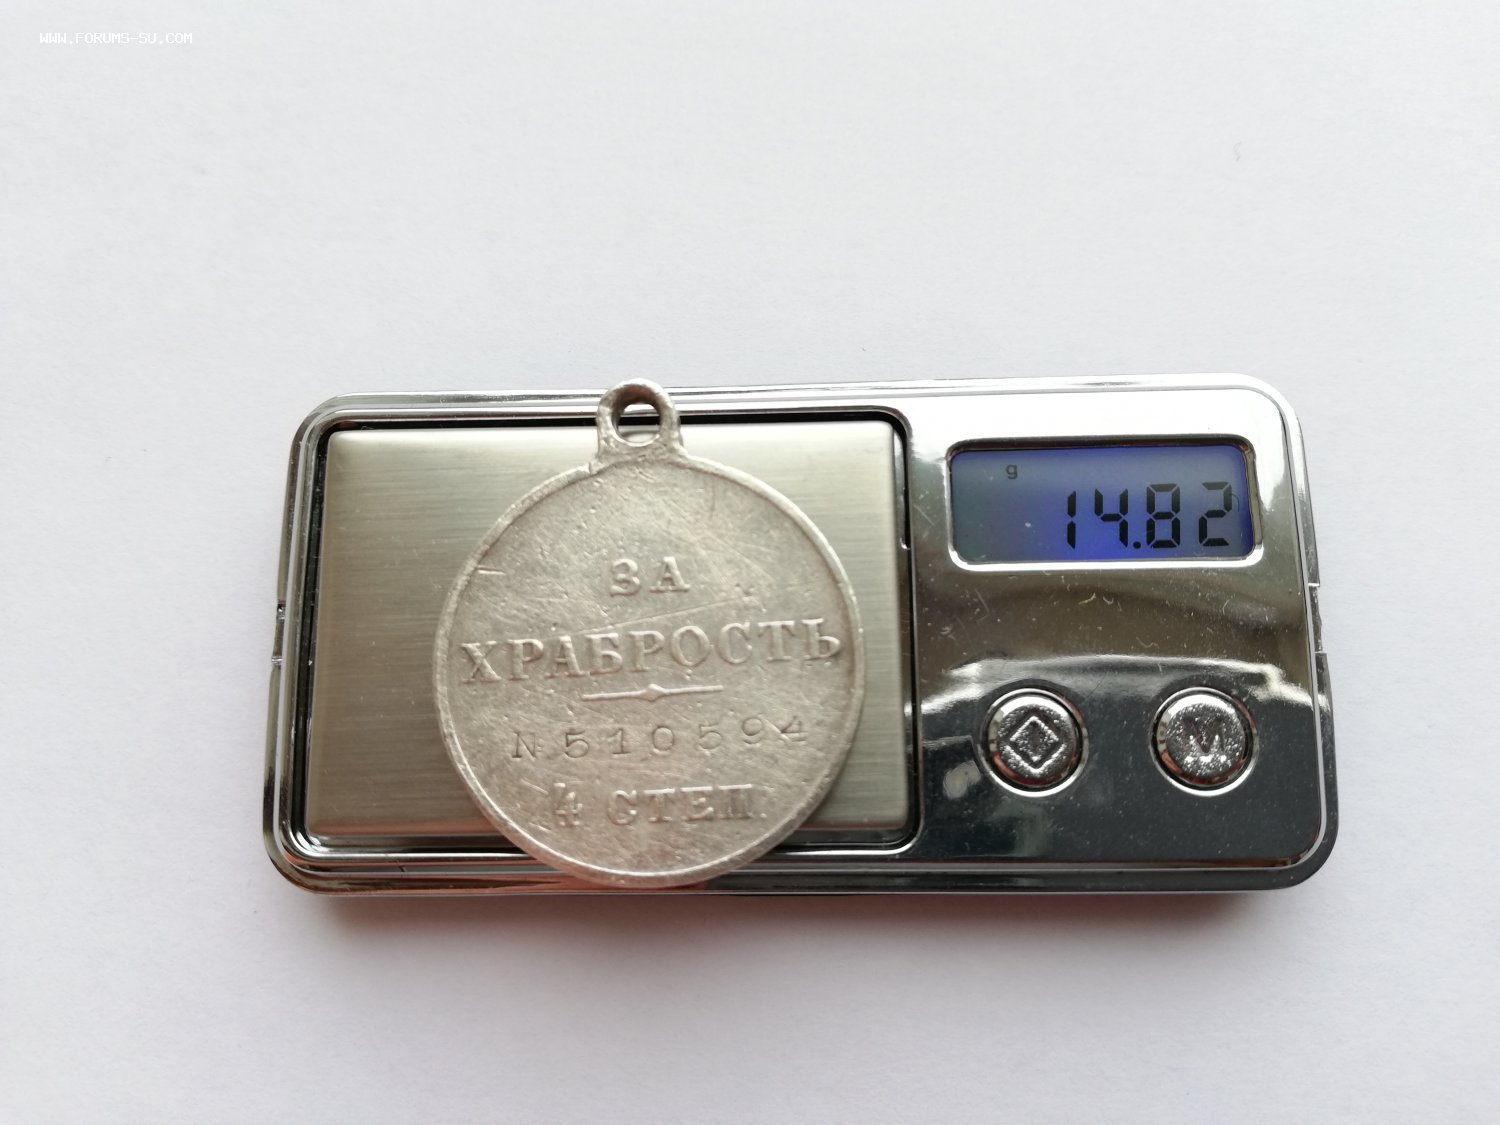 WWW.FORUMS-SU.COM
g
14.82
ЗА
ХРАБРОСТЬ
N 510594
4 СТЕП.
M